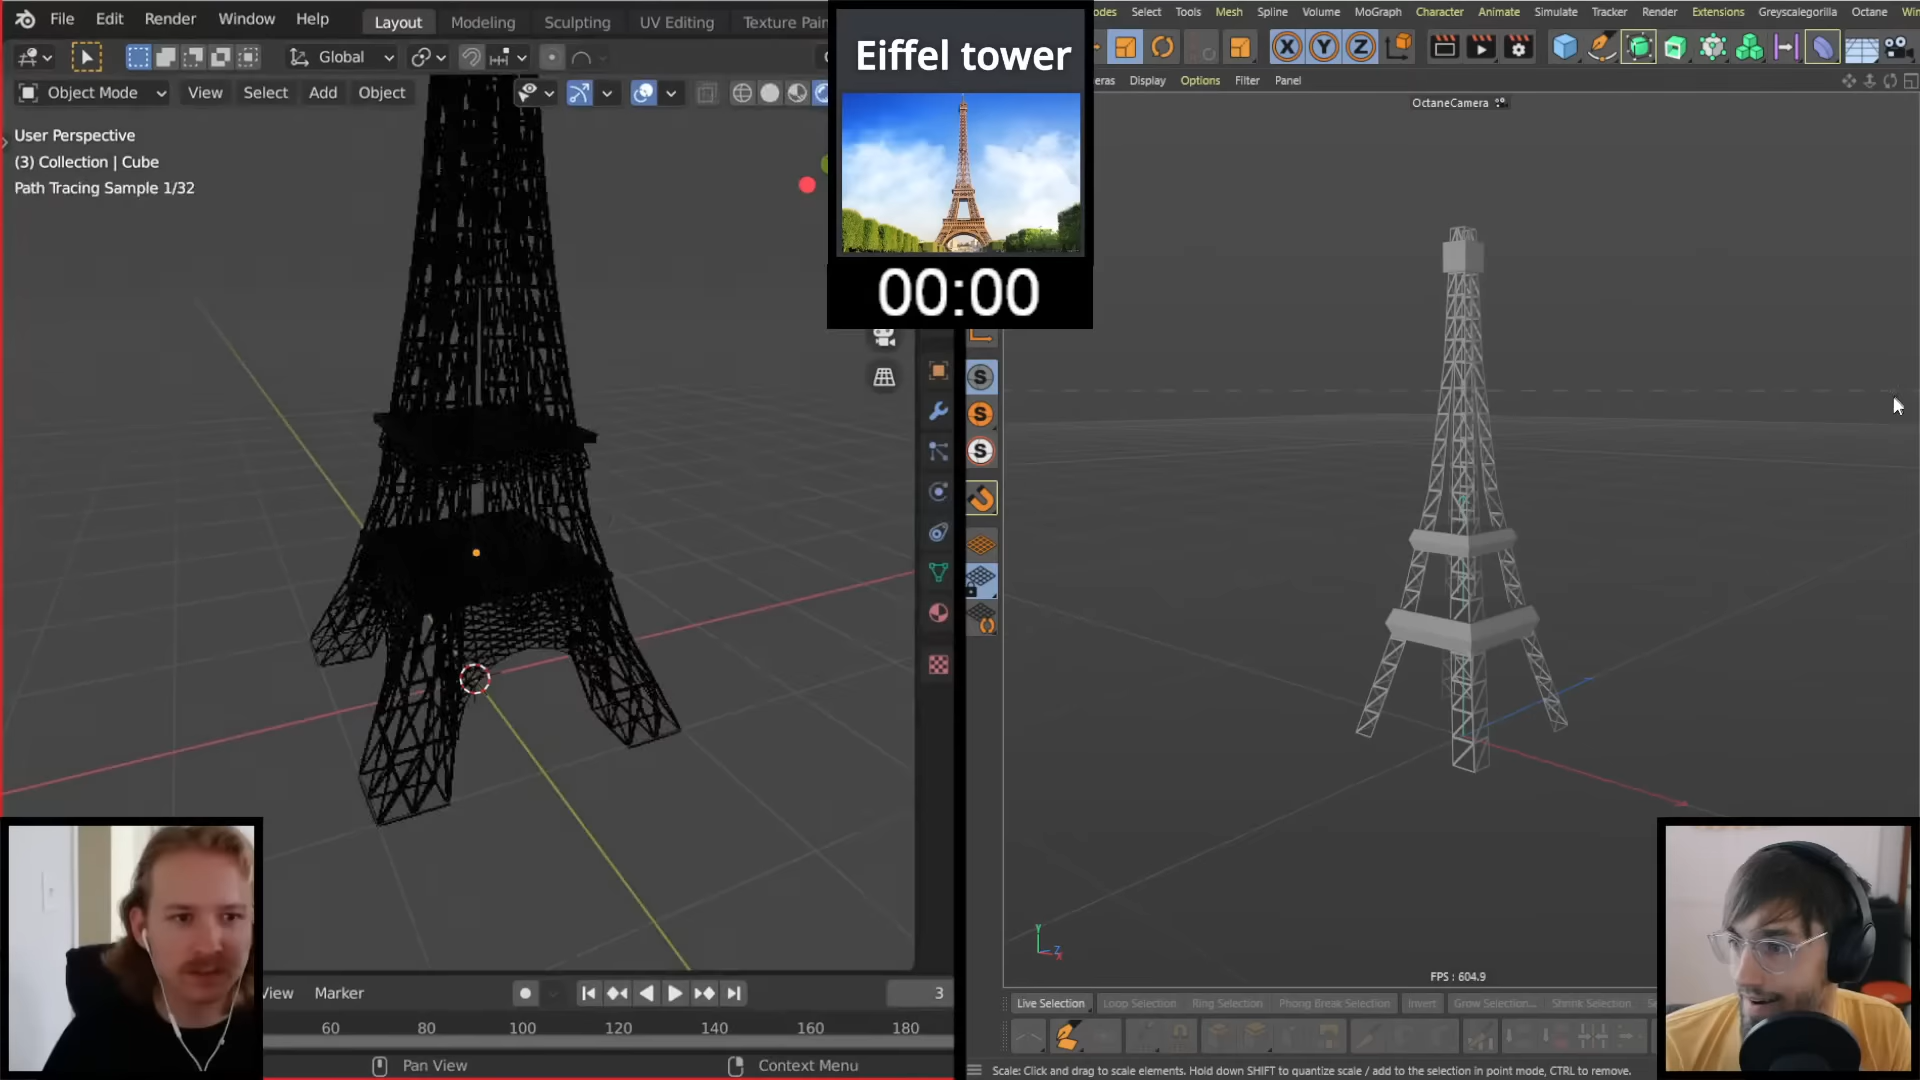 File Edit Render Window Help Layout Modeling Sculpting UV Editing Texture Pain
Global
Object Mode View Select Add Object
User Perspective
(3) Collection | Cube
Path Tracing Sample 1/32
Eiffel tower
00:00
odes Select Tools Mesh Spline Volume MoGraph Character Animate Simulate Tracker Render Extensions Greyscalegorilla Octane Win
X Y Z
eras Display Options Filter Panel
OctaneCamera
S
S
S
Y
Z
X
FPS : 604.9
View Marker
3
60 80 100 120 140 160 180
Pan View Context Menu
Live Selection Loop Selection Ring Selection Phong Break Selection Invert Grow Selection... Shrink Selection Se
Scale: Click and drag to scale elements. Hold down SHIFT to quantize scale / add to the selection in point mode, CTRL to remove.